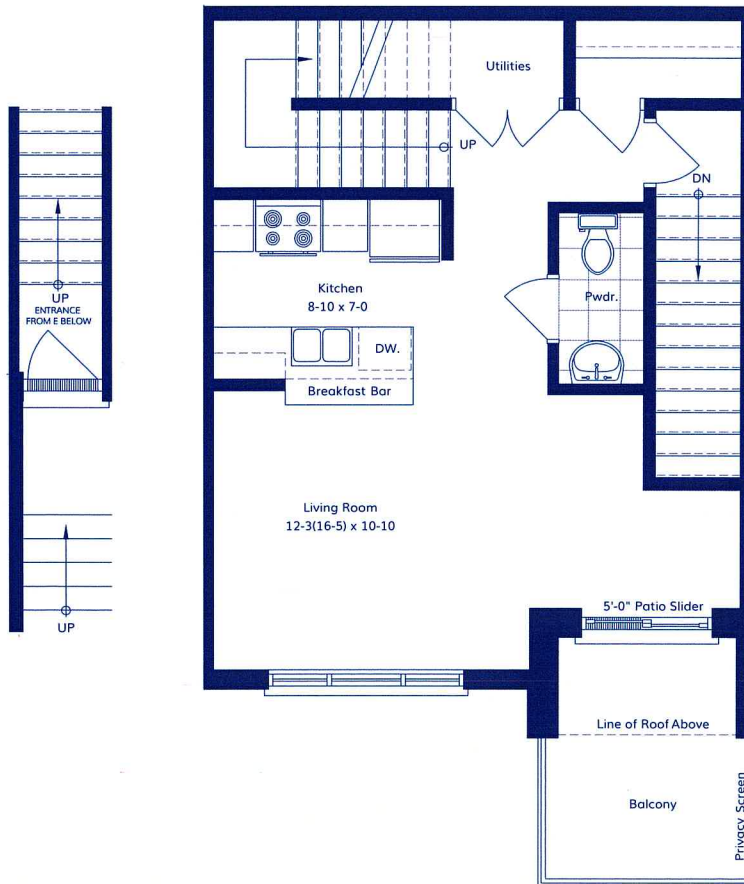 Utilities
UP
DN
UP
ENTRANCE
FROM E BELOW
Kitchen
8-10 x 7-0
Pwdr.
DW.
Breakfast Bar
Living Room
12-3(16-5) x 10-10
UP
5'-0" Patio Slider
Line of Roof Above
Balcony
Privacy Screen